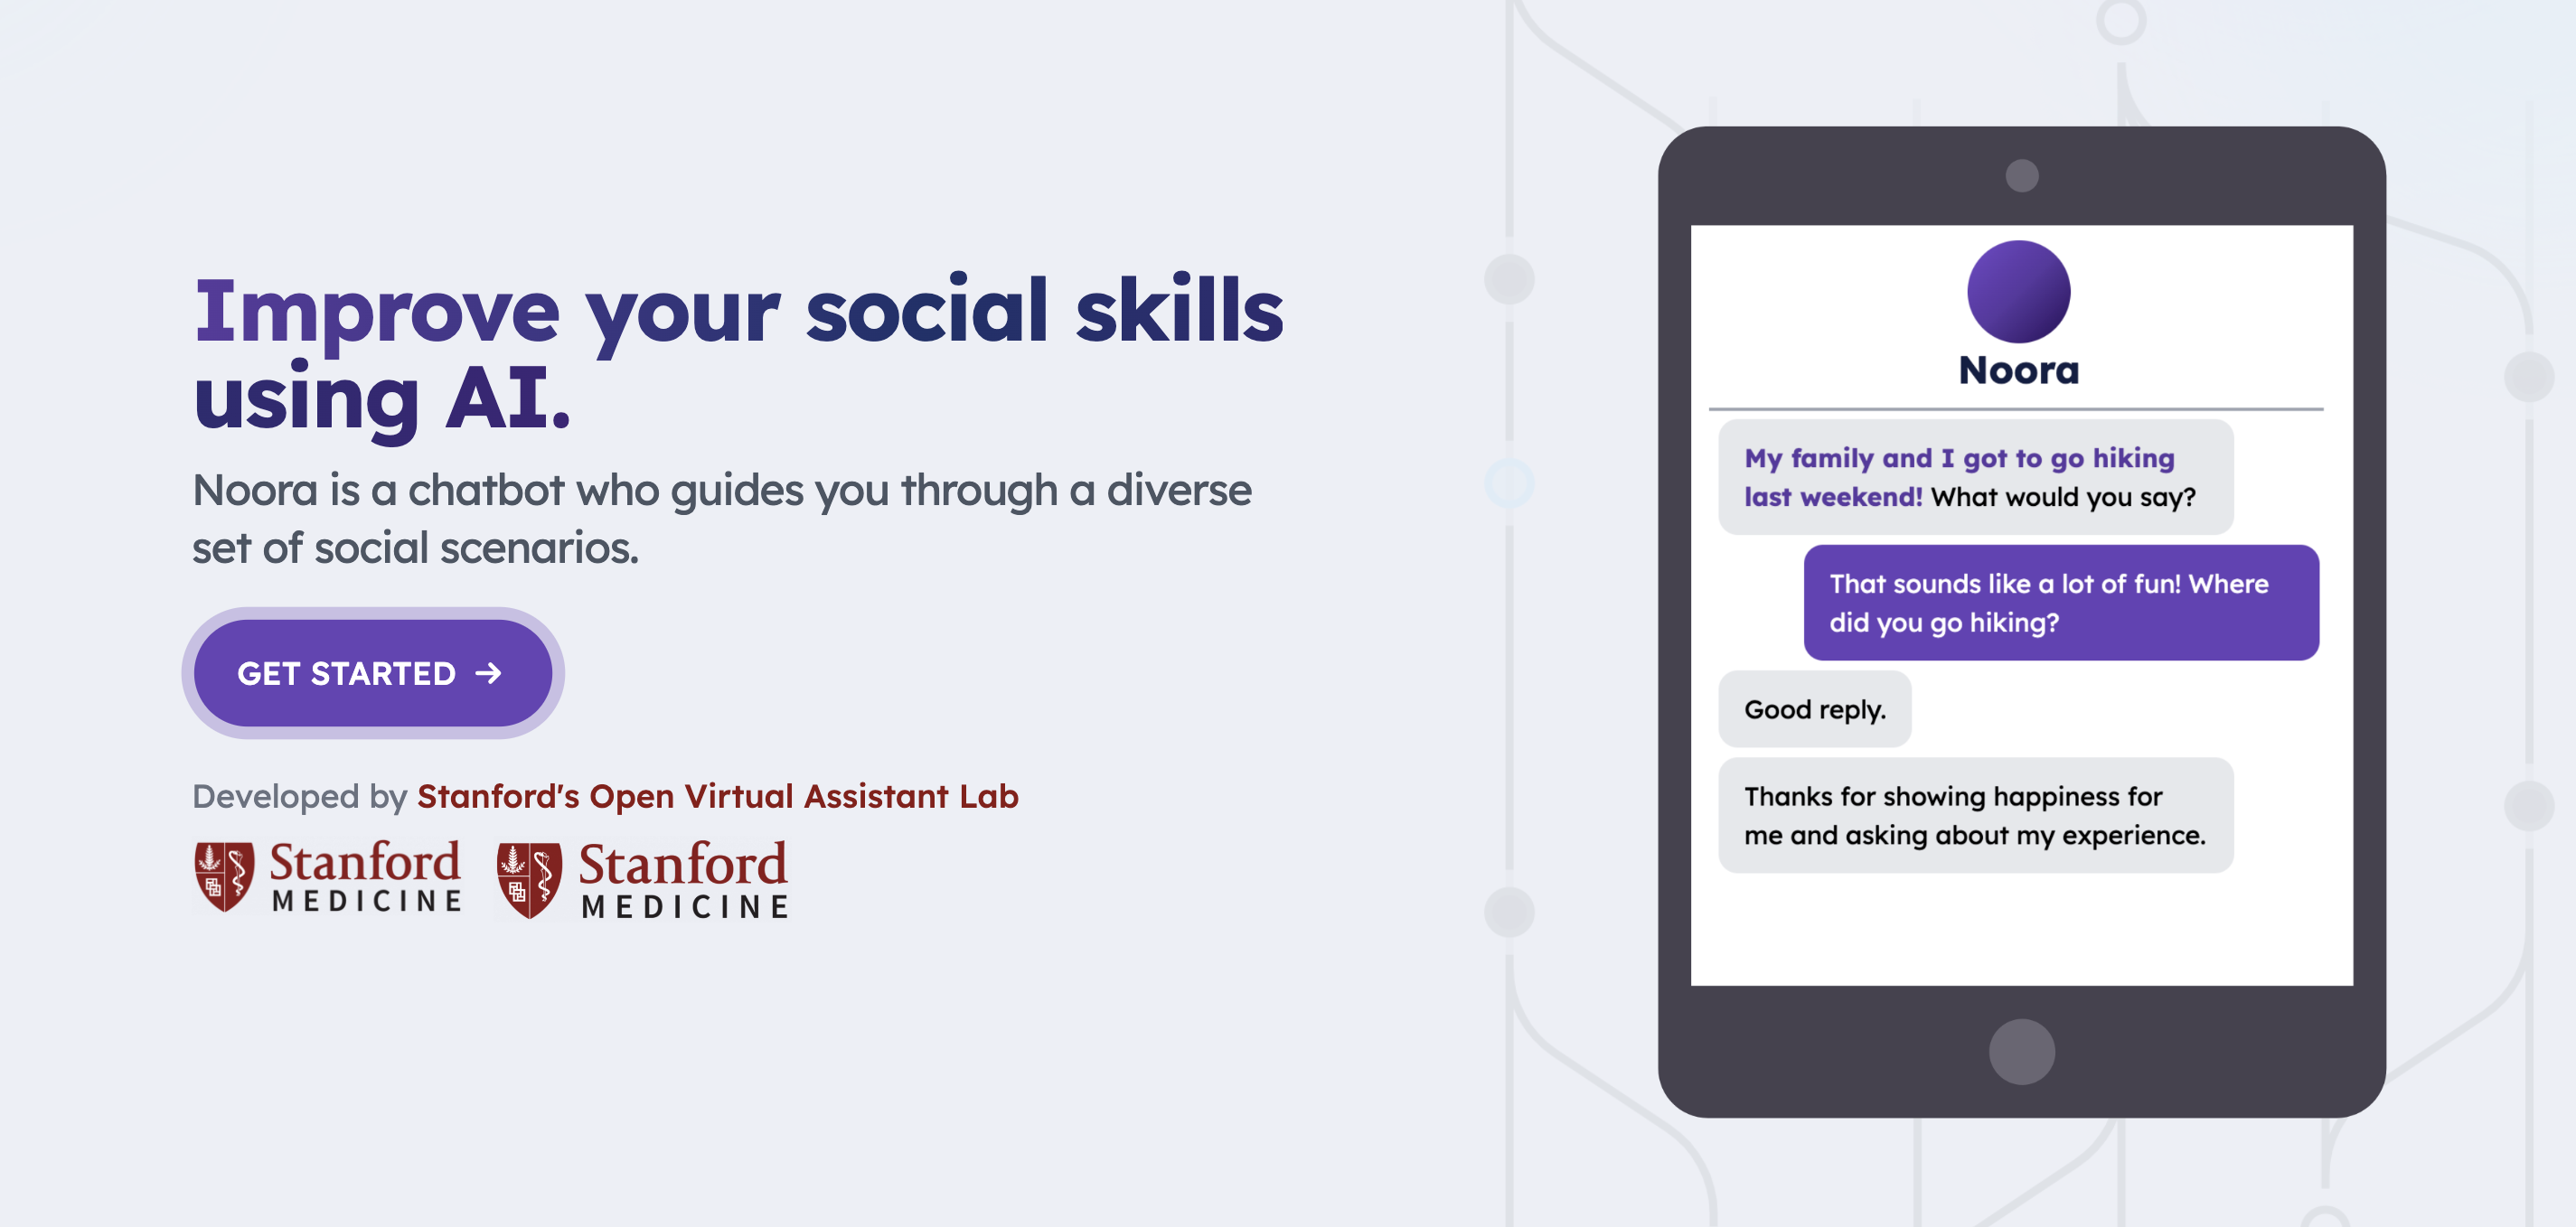 Improve your social skills
using AI.
Noora is a chatbot who guides you through a diverse
set of social scenarios.
GET STARTED →
Developed by Stanford's Open Virtual Assistant Lab
Stanford
MEDICINE
Stanford
MEDICINE
Noora
My family and I got to go hiking
last weekend! What would you say?
That sounds like a lot of fun! Where
did you go hiking?
Good reply.
Thanks for showing happiness for
me and asking about my experience.